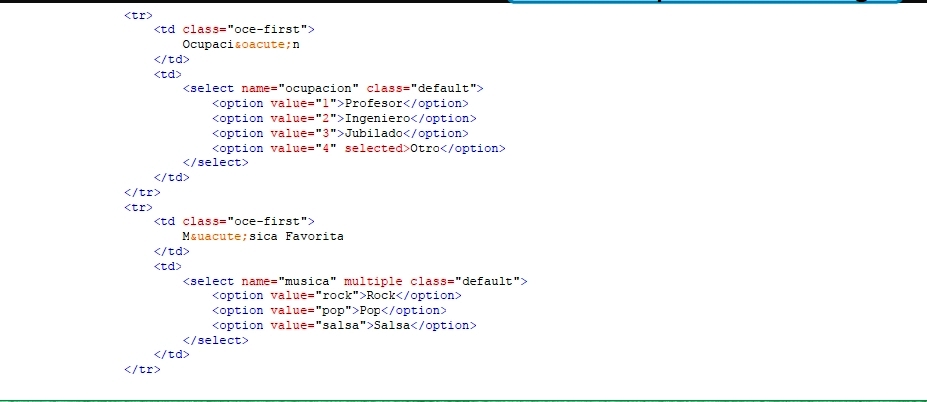 <tr>
<td class="oce-first">
Ocupaci&oacute;n
</td>
<td>
<select name="ocupacion" class="default">
<option value="1">Profesor</option>
<option value="2">Ingeniero</option>
<option value="3">Jubilado</option>
<option value="4" selected>Otro</option>
</select>
</td>
</tr>
<tr>
<td class="oce-first">
M&uacute;sica Favorita
</td>
<td>
<select name="musica" multiple class="default">
<option value="rock">Rock</option>
<option value="pop">Pop</option>
<option value="salsa">Salsa</option>
</select>
</td>
</tr>